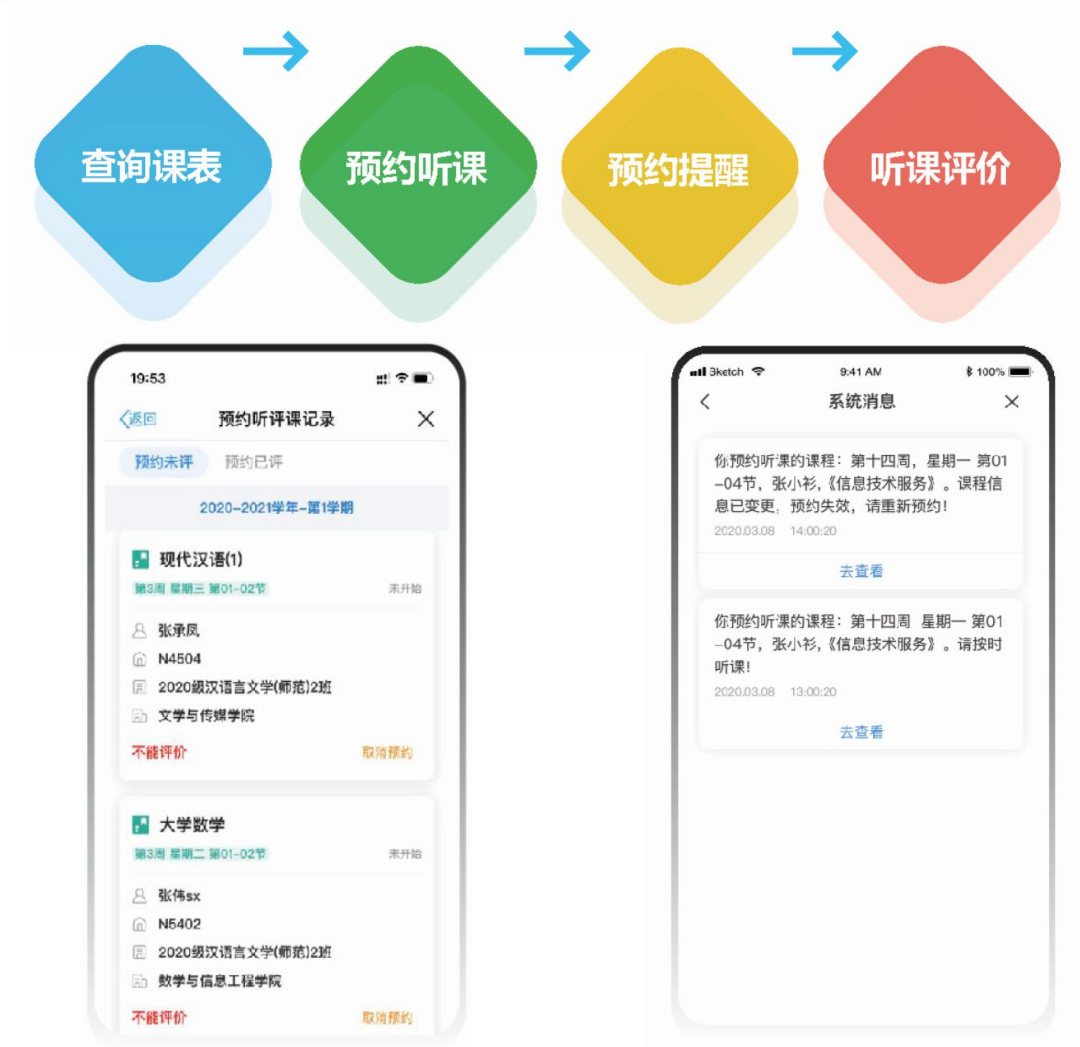 查询课表
预约听课
预约提醒
听课评价
19:53
返回
预约听评课记录
预约未评 预约已评
2020-2021学年-第1学期
现代汉语(1)
第3周 星期三 第01-02节 未开始
张承凤
N4504
2020级汉语言文学(师范)2班
文学与传媒学院
不能评价 取消预约
大学数学
第3周 星期二 第01-02节 未开始
张伟sx
N5402
2020级汉语言文学(师范)2班
数学与信息工程学院
不能评价 取消预约
Sketch 9:41 AM 100%
系统消息
你预约听课的课程：第十四周，星期一 第01
-04节，张小衫,《信息技术服务》。课程信
息已变更，预约失效，请重新预约！
2020.03.08 14:00:20
去查看
你预约听课的课程：第十四周 星期一 第01
-04节，张小衫,《信息技术服务》。请按时
听课！
2020.03.08 13:00:20
去查看